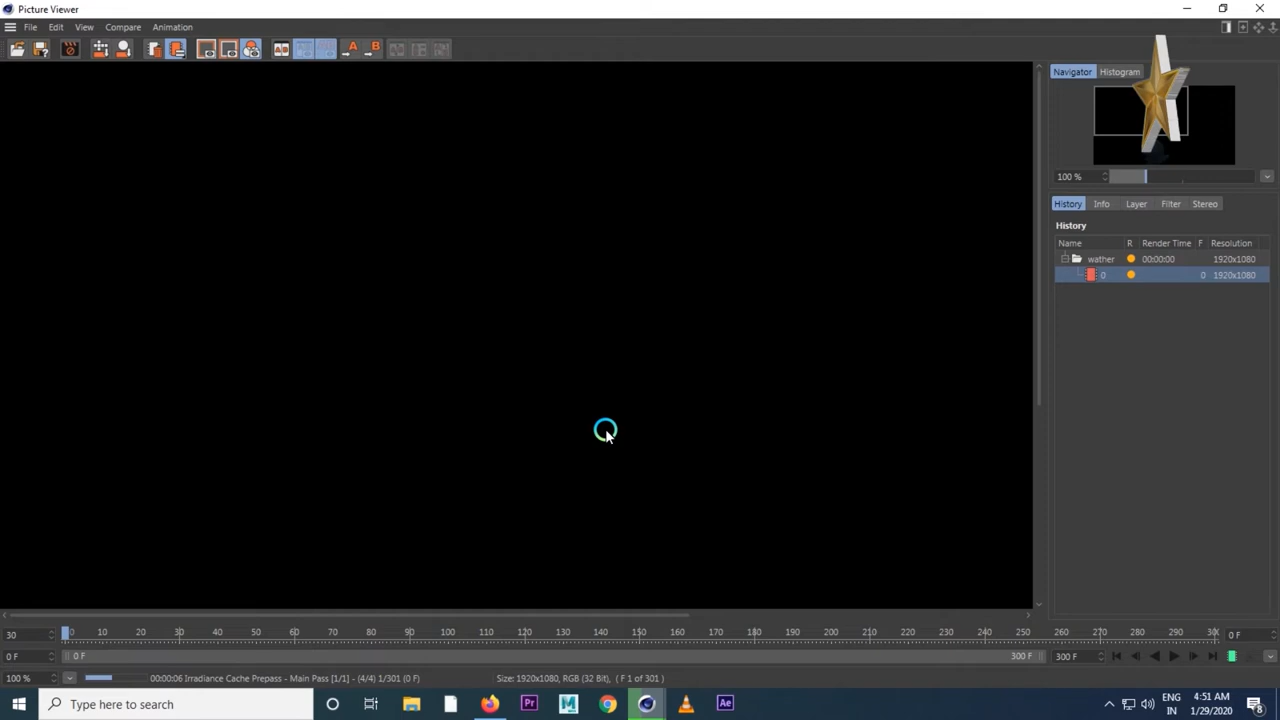 Picture Viewer
File Edit View Compare Animation
A B
Navigator Histogram
100 %
History Info Layer Filter Stereo
History
Name R Render Time F Resolution
wather 00:00:00 1920x1080
0 0 1920x1080
30 0 10 20 30 40 50 60 70 80 90 100 110 120 130 140 150 160 170 180 190 200 210 220 230 240 250 260 270 280 290 0 F
0 F 0 F 300 F 300 F
100 % 00:00:06 Irradiance Cache Prepass - Main Pass [1/1] - (4/4) 1/301 (0 F) Size: 1920x1080, RGB (32 Bit), ( F 1 of 301 )
Type here to search Pr Ae ENG 4:51 AM
IN 1/29/2020 8